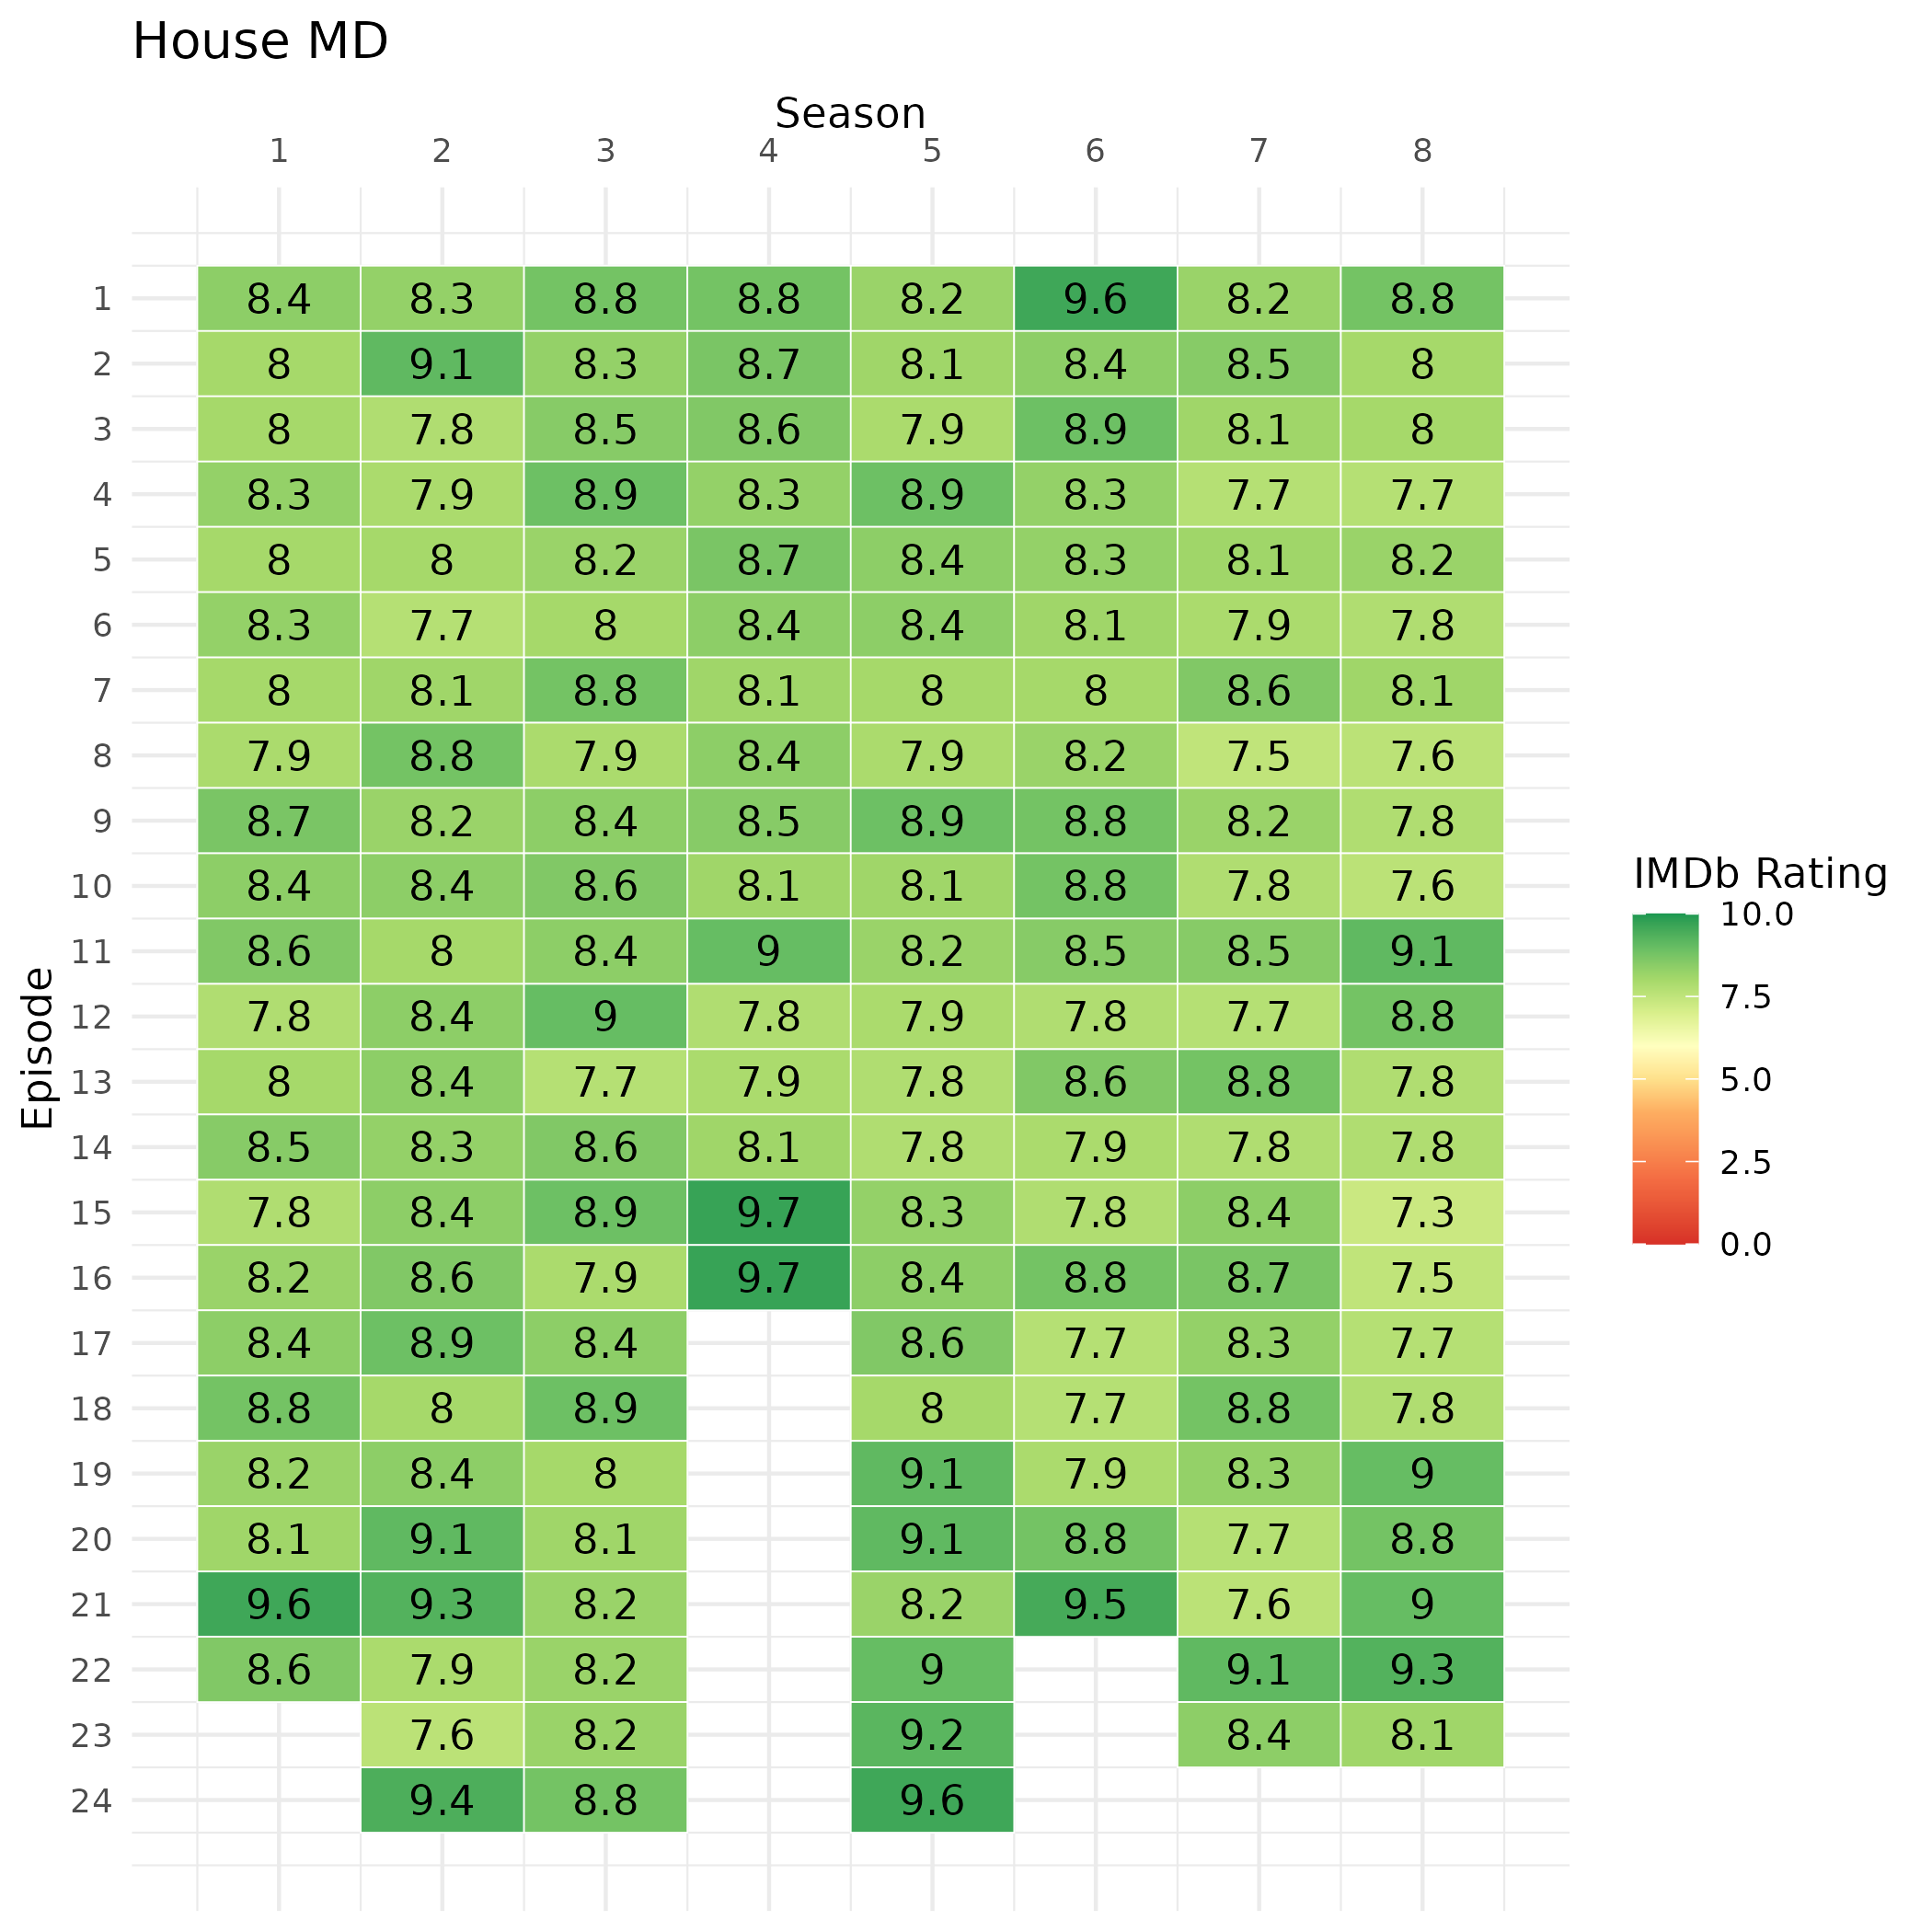 House MD
Season
1 2 3 4 5 6 7 8
1 8.4 8.3 8.8 8.8 8.2 9.6 8.2 8.8
2 8 9.1 8.3 8.7 8.1 8.4 8.5 8
3 8 7.8 8.5 8.6 7.9 8.9 8.1 8
4 8.3 7.9 8.9 8.3 8.9 8.3 7.7 7.7
5 8 8 8.2 8.7 8.4 8.3 8.1 8.2
6 8.3 7.7 8 8.4 8.4 8.1 7.9 7.8
7 8 8.1 8.8 8.1 8 8 8.6 8.1
8 7.9 8.8 7.9 8.4 7.9 8.2 7.5 7.6
9 8.7 8.2 8.4 8.5 8.9 8.8 8.2 7.8
10 8.4 8.4 8.6 8.1 8.1 8.8 7.8 7.6
11 8.6 8 8.4 9 8.2 8.5 8.5 9.1
12 7.8 8.4 9 7.8 7.9 7.8 7.7 8.8
13 8 8.4 7.7 7.9 7.8 8.6 8.8 7.8
14 8.5 8.3 8.6 8.1 7.8 7.9 7.8 7.8
15 7.8 8.4 8.9 9.7 8.3 7.8 8.4 7.3
16 8.2 8.6 7.9 9.7 8.4 8.8 8.7 7.5
17 8.4 8.9 8.4 8.6 7.7 8.3 7.7
18 8.8 8 8.9 8 7.7 8.8 7.8
19 8.2 8.4 8 9.1 7.9 8.3 9
20 8.1 9.1 8.1 9.1 8.8 7.7 8.8
21 9.6 9.3 8.2 8.2 9.5 7.6 9
22 8.6 7.9 8.2 9 9.1 9.3
23 7.6 8.2 9.2 8.4 8.1
24 9.4 8.8 9.6
Episode
IMDb Rating
10.0
7.5
5.0
2.5
0.0